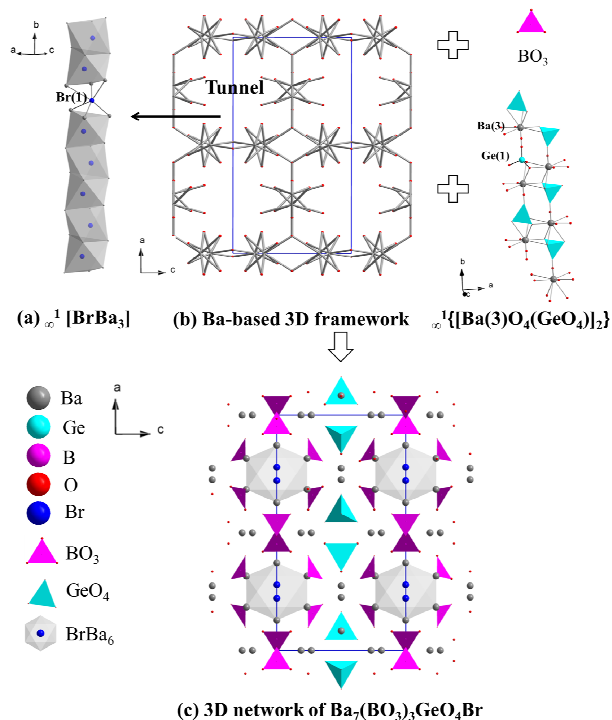 b
a
c
Br(1)
(a) ∞¹ [BrBa₃]
Tunnel
a
c
(b) Ba-based 3D framework
BO₃
Ba(3)
Ge(1)
b
a
c
∞¹{[Ba(3)O₄(GeO₄)]₂}
Ba
Ge
B
O
Br
BO₃
GeO₄
BrBa₆
a
c
(c) 3D network of Ba₇(BO₃)₃GeO₄Br